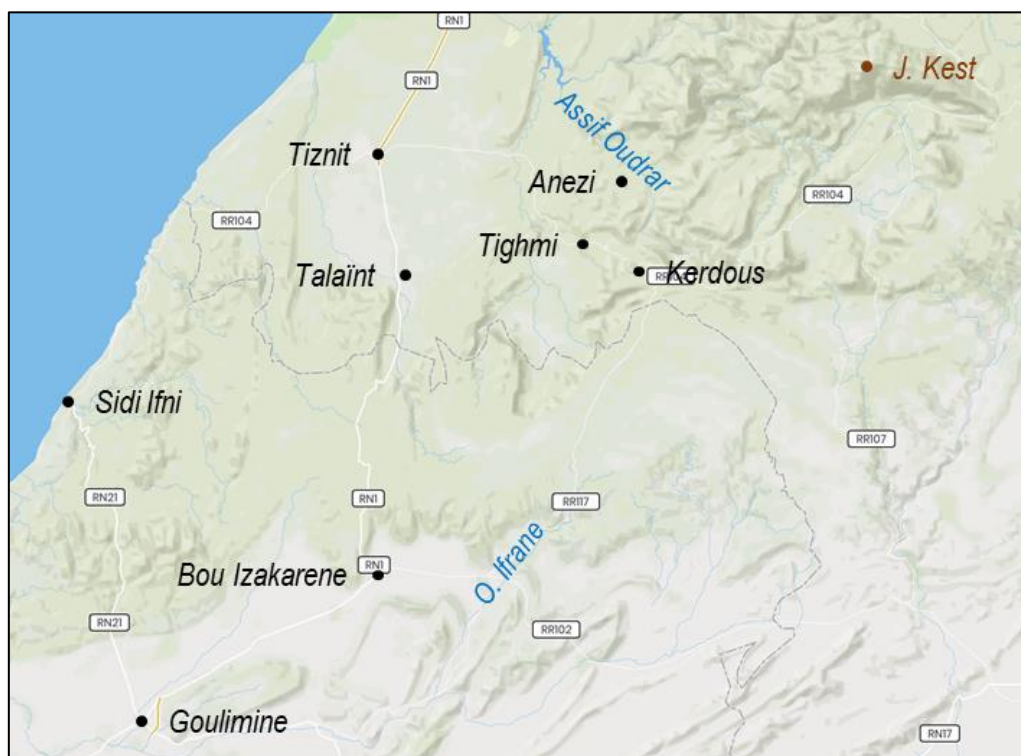 RN1
J. Kest
RN1
Assif Oudrar
Tiznit
Anezi
RR104
RR104
Tighmi
Talaïnt
Kerdous
Sidi Ifni
RR107
RN21
RN1
RR117
O. Ifrane
RN1
Bou Izakarene
RN21
RR102
Goulimine
RN17